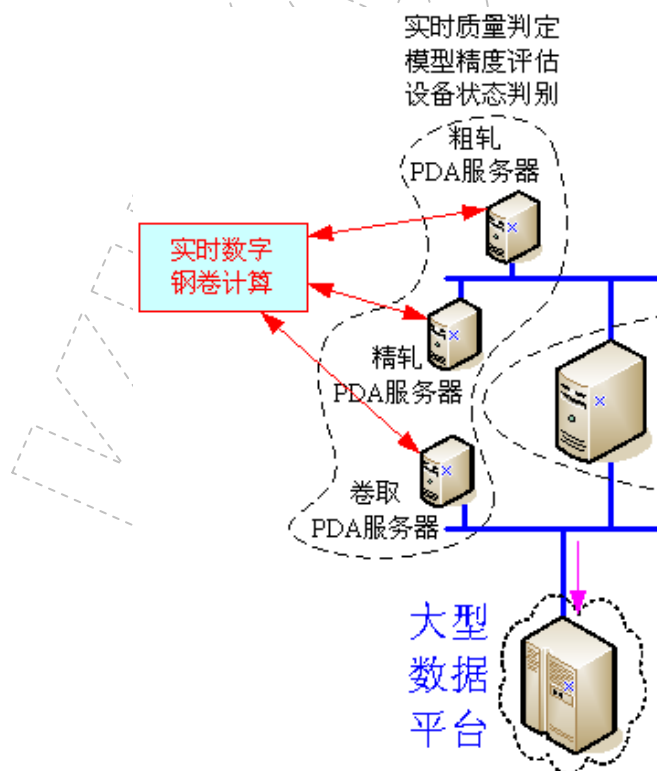 实时质量判定
模型精度评估
设备状态判别
粗轧
PDA服务器
实时数字
钢卷计算
精轧
PDA服务器
卷取
PDA服务器
大型
数据
平台